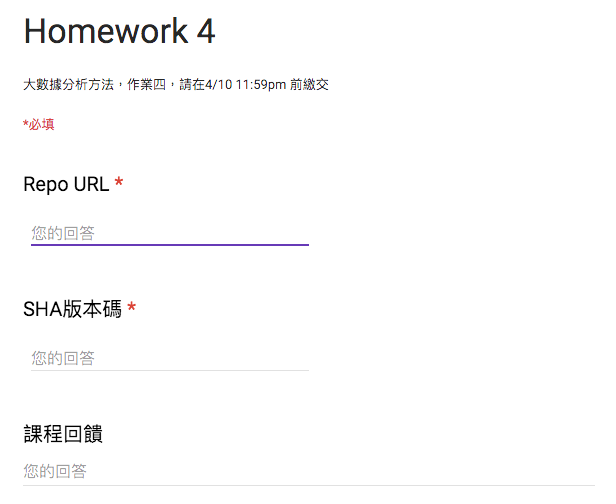 Homework 4
大數據分析方法，作業四，請在4/10 11:59pm 前繳交
*必填
Repo URL *
您的回答
SHA版本碼 *
您的回答
課程回饋
您的回答